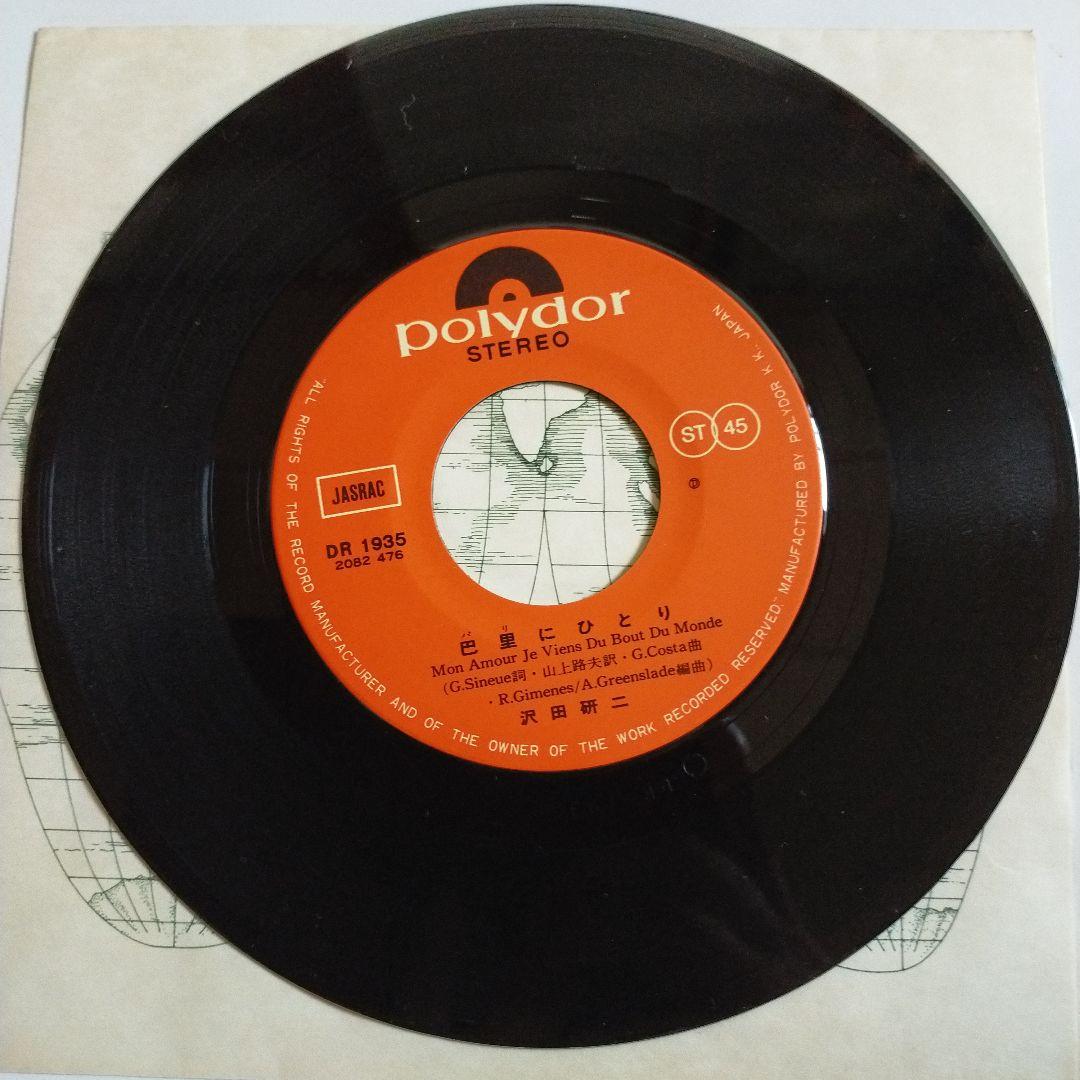 polydor
STEREO
ST 45
Ⓟ
JASRAC
DR 1935
2082 476
パリ
巴里にひとり
Mon Amour Je Viens Du Bout Du Monde
(G.Sineue詞・山上路夫訳・G.Costa曲
・R.Gimenes/A.Greenslade編曲)
沢田研二
"ALL RIGHTS OF THE RECORD MANUFACTURER AND OF THE OWNER OF THE WORK RECORDED RESERVED." MANUFACTURED BY POLYDOR K.K., JAPAN